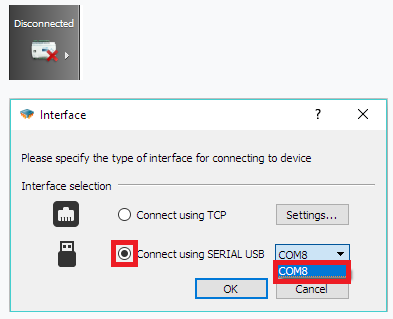 Disconnected
Interface
?
Please specify the type of interface for connecting to device
Interface selection
Connect using TCP
Settings...
Connect using SERIAL USB
COM8
COM8
OK
Cancel